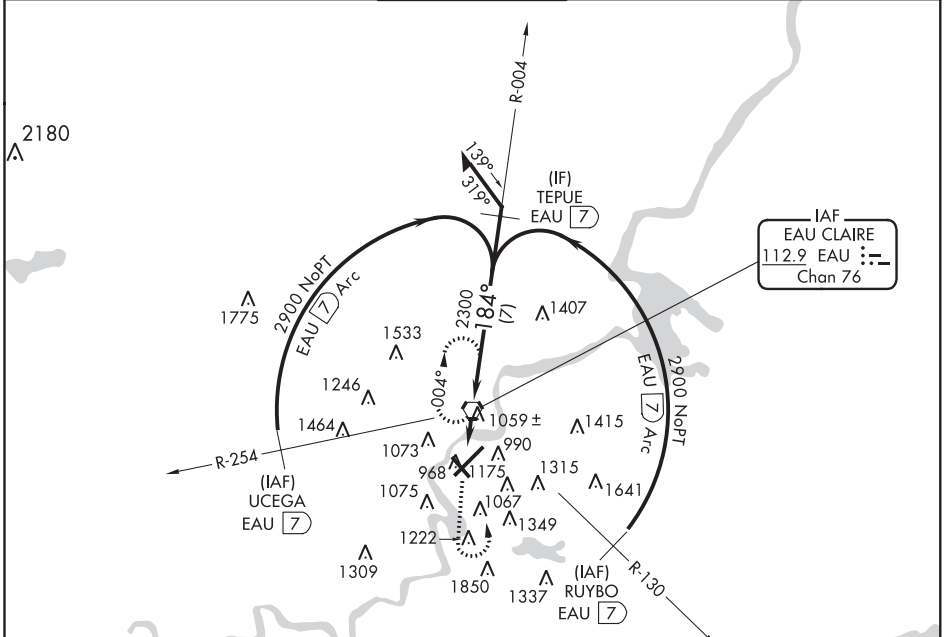 2180
R-004
139°
319°
(IF)
TEPUE
EAU 7
IAF
EAU CLAIRE
112.9 EAU
Chan 76
2900 NoPT
EAU 7 Arc
1775
2300
184°
(7)
1407
1533
1246
004°
2900 NoPT
EAU 7 Arc
1464
1059 ±
1415
R-254
1073
990
968
1175
1315
1641
(IAF)
UCEGA
EAU 7
1075
1067
1349
1222
1309
1850
1337
(IAF)
RUYBO
EAU 7
R-130